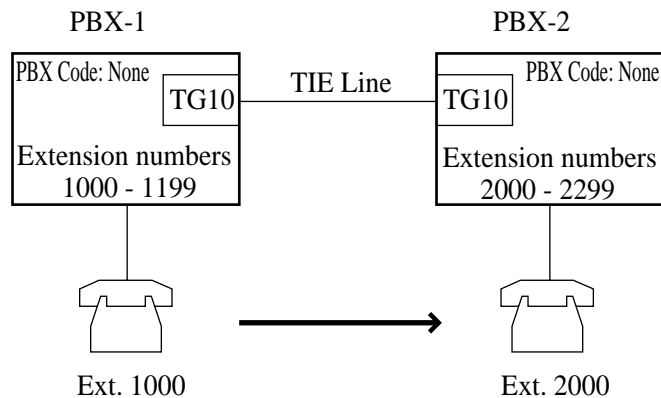 PBX-1
PBX-2
PBX Code: None
TG10
TIE Line
TG10
PBX Code: None
Extension numbers
1000 - 1199
Extension numbers
2000 - 2299
Ext. 1000
Ext. 2000